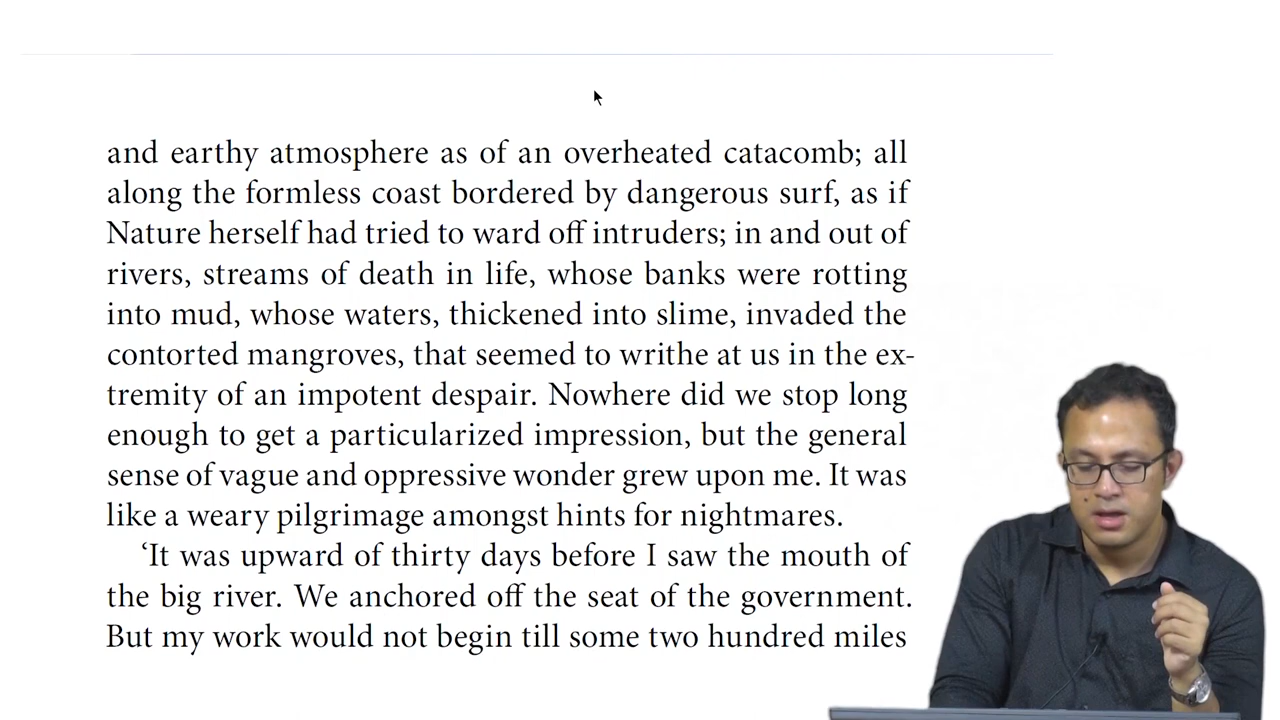 and earthy atmosphere as of an overheated catacomb; all
along the formless coast bordered by dangerous surf, as if
Nature herself had tried to ward off intruders; in and out of
rivers, streams of death in life, whose banks were rotting
into mud, whose waters, thickened into slime, invaded the
contorted mangroves, that seemed to writhe at us in the ex-
tremity of an impotent despair. Nowhere did we stop long
enough to get a particularized impression, but the general
sense of vague and oppressive wonder grew upon me. It was
like a weary pilgrimage amongst hints for nightmares.
‘It was upward of thirty days before I saw the mouth of
the big river. We anchored off the seat of the government.
But my work would not begin till some two hundred miles